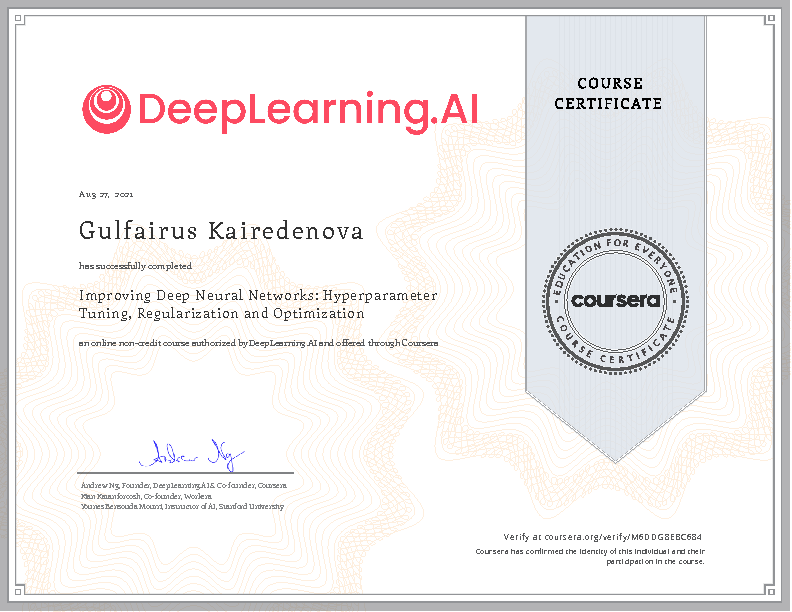 DeepLearning.AI
COURSE
CERTIFICATE
Aug 27, 2021
Gulfairus Kairedenova
has successfully completed
Improving Deep Neural Networks: Hyperparameter
Tuning, Regularization and Optimization
an online non-credit course authorized by DeepLearning.AI and offered through Coursera
EDUCATION FOR EVERYONE
coursera
COURSE CERTIFICATE
Andrew Ng
Andrew Ng, Founder, DeepLearning.AI & Co-founder, Coursera
Kian Katanforoosh, Co-founder, Workera
Younes Bensouda Mourri, Instructor of AI, Stanford University
Verify at coursera.org/verify/M6DDG8EBC684
Coursera has confirmed the identity of this individual and their
participation in the course.